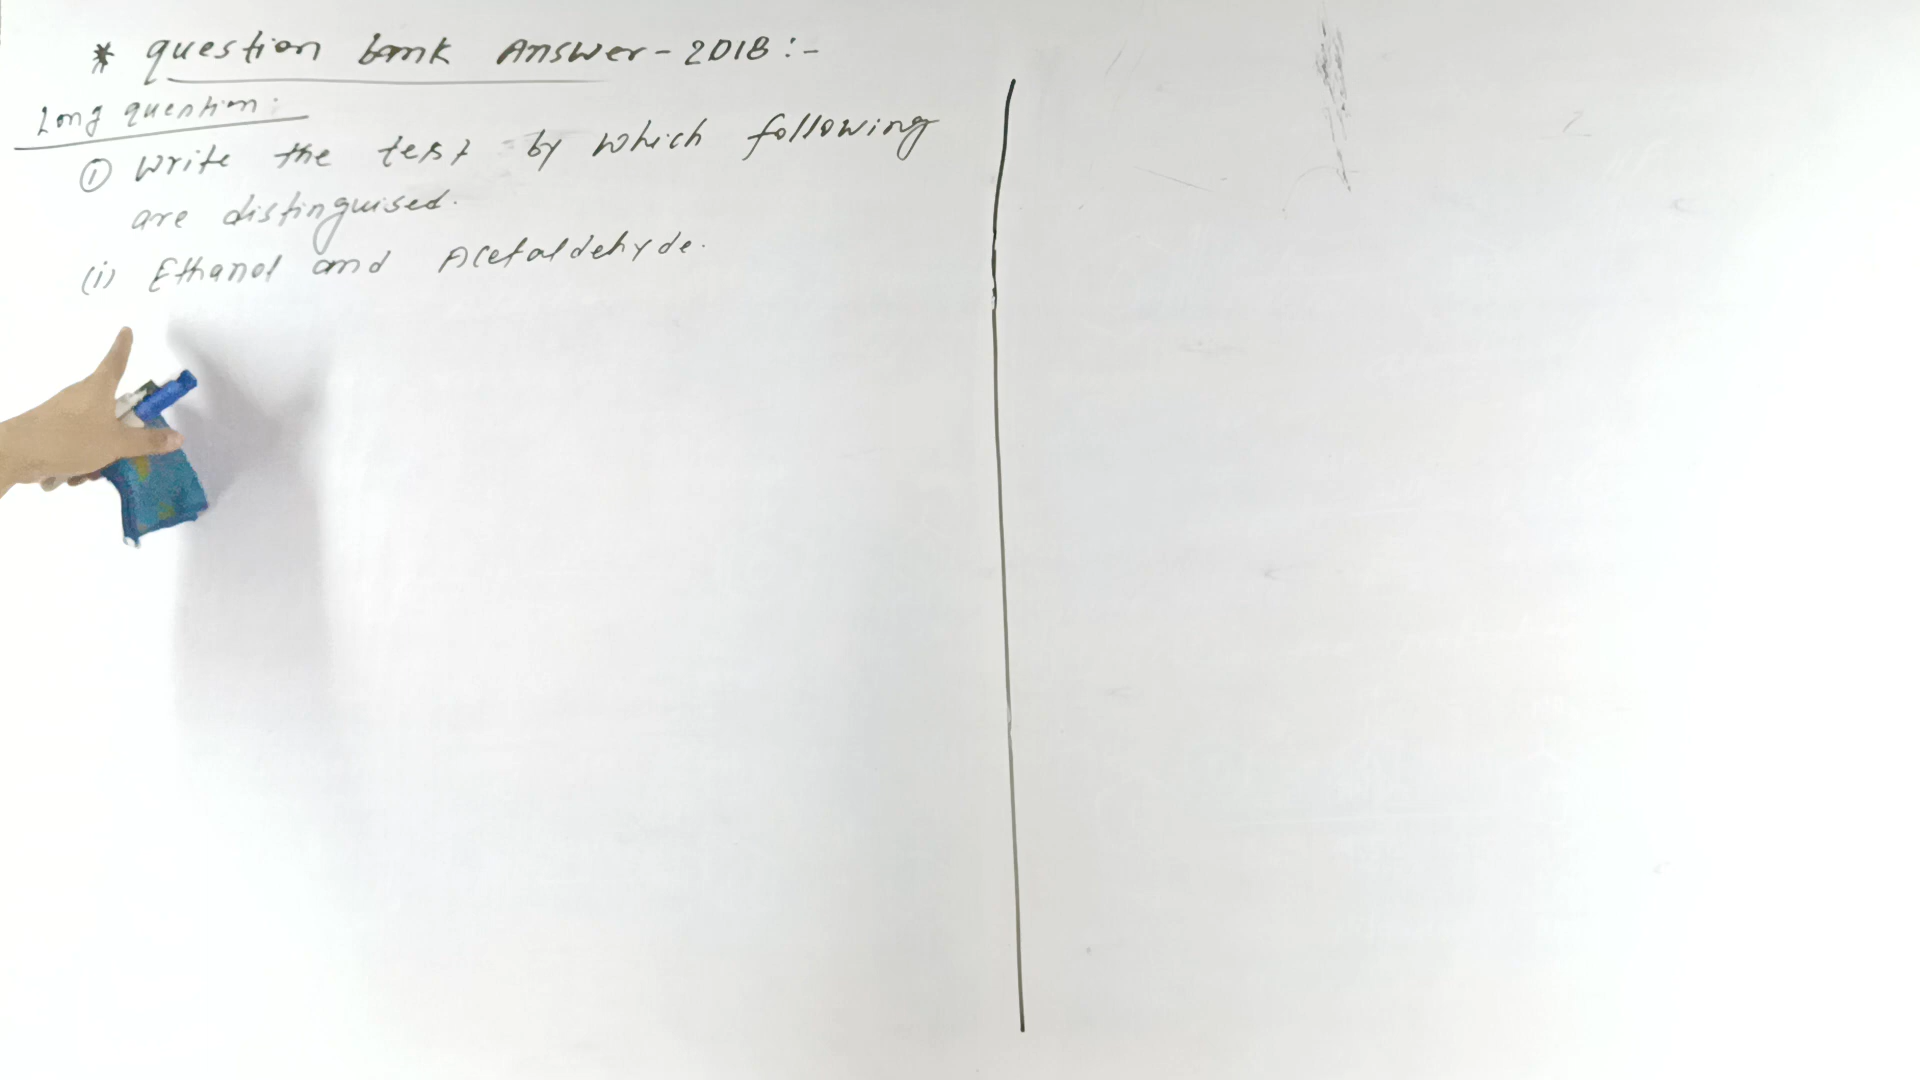 * question bank Answer - 2018 :-
Long question:
① Write the test by which following
are distinguised.
(i) Ethanol and Acetaldehyde.